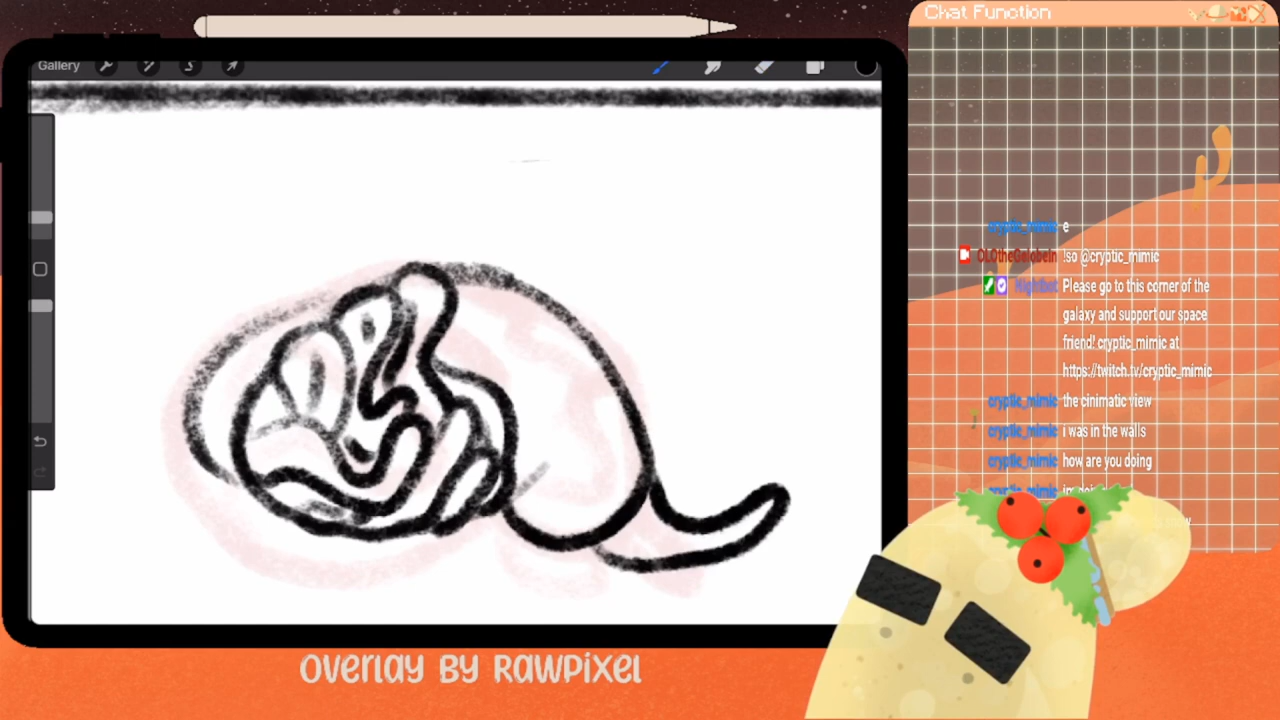 Chat Function
Gallery
cryptic_mimic e
OLOtheGolobein !so @cryptic_mimic
Nightbot Please go to this corner of the
galaxy and support our space
friend! cryptic_mimic at
https://twitch.tv/cryptic_mimic
cryptic_mimic the cinimatic view
cryptic_mimic i was in the walls
cryptic_mimic how are you doing
cryptic_mimic
OVERLAY BY RAWPIXEL